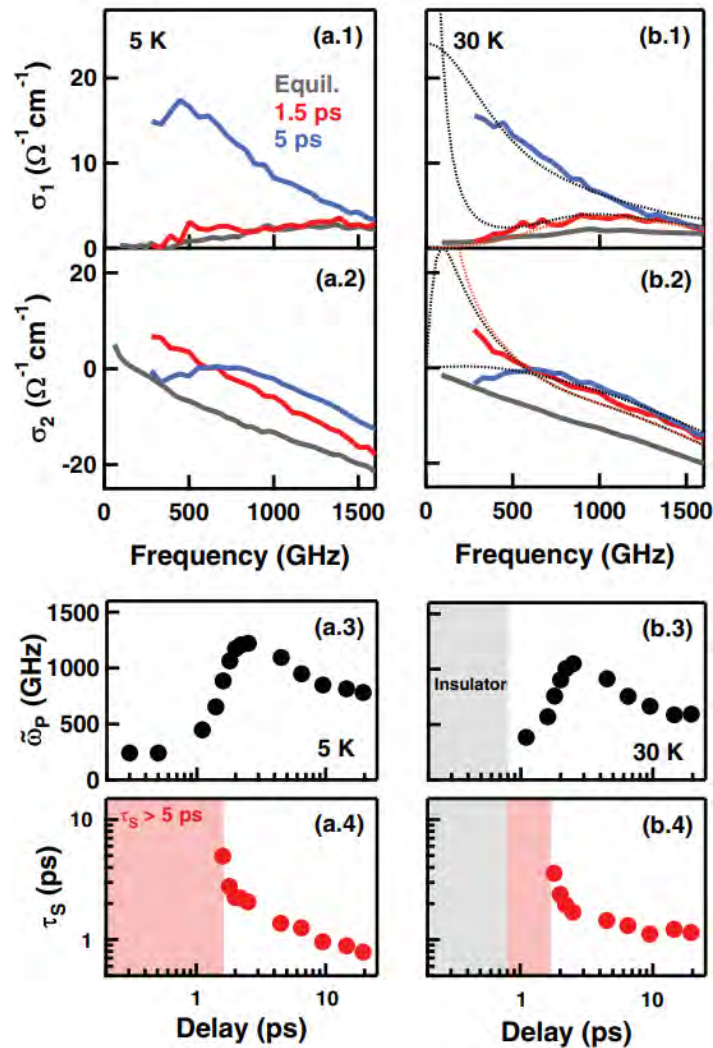 5 K
(a.1)
30 K
(b.1)
Equil.
1.5 ps
5 ps
σ₁ (Ω⁻¹cm⁻¹)
20
10
0
(a.2)
(b.2)
σ₂ (Ω⁻¹cm⁻¹)
20
0
-20
0 500 1000 1500
0 500 1000 1500
Frequency (GHz)
Frequency (GHz)
(a.3)
(b.3)
ω̃P (GHz)
1500
1000
500
0
5 K
Insulator
30 K
τS > 5 ps
(a.4)
(b.4)
τS (ps)
10
1
1 10
1 10
Delay (ps)
Delay (ps)